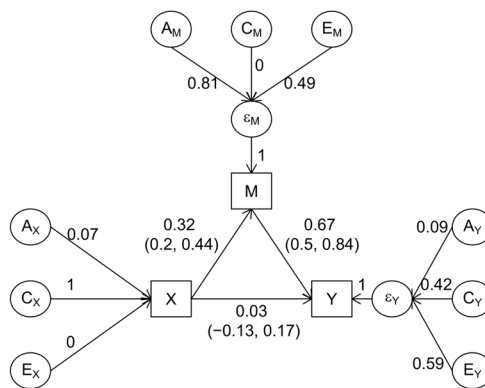 A_M C_M E_M
0
0.81 0.49
ε_M
1
M
A_X 0.32 0.67 A_Y
0.07 (0.2, 0.44) (0.5, 0.84) 0.09
C_X 1 X 0.03 Y 1 ε_Y 0.42 C_Y
(−0.13, 0.17)
0 0.59
E_X E_Y